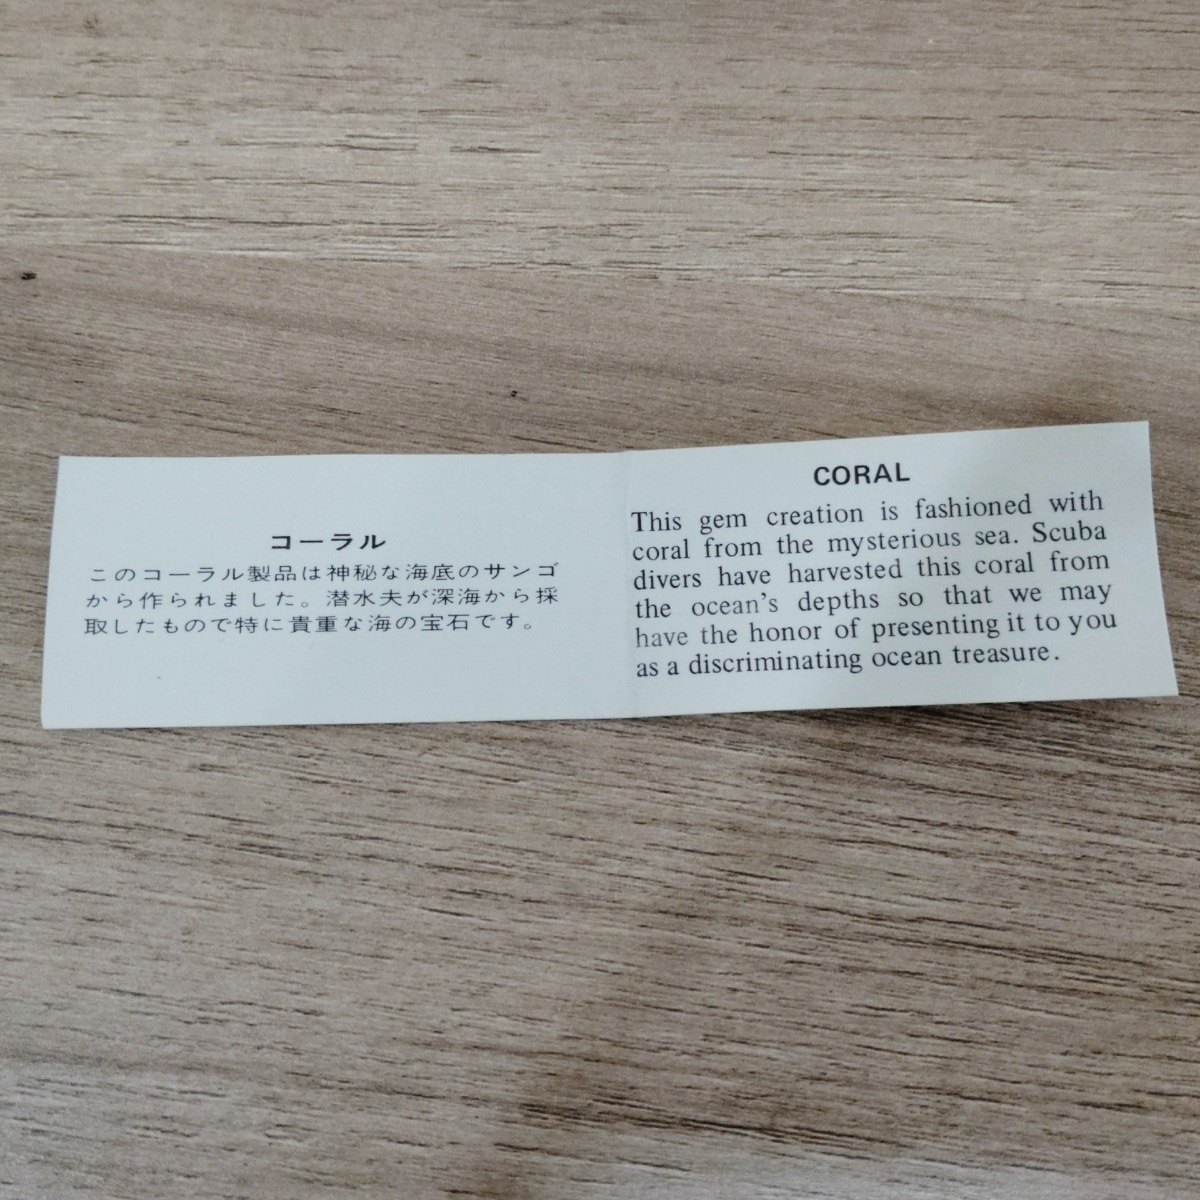 コーラル
このコーラル製品は神秘な海底のサンゴ
から作られました。潜水夫が深海から採
取したもので特に貴重な海の宝石です。
CORAL
This gem creation is fashioned with
coral from the mysterious sea. Scuba
divers have harvested this coral from
the ocean's depths so that we may
have the honor of presenting it to you
as a discriminating ocean treasure.